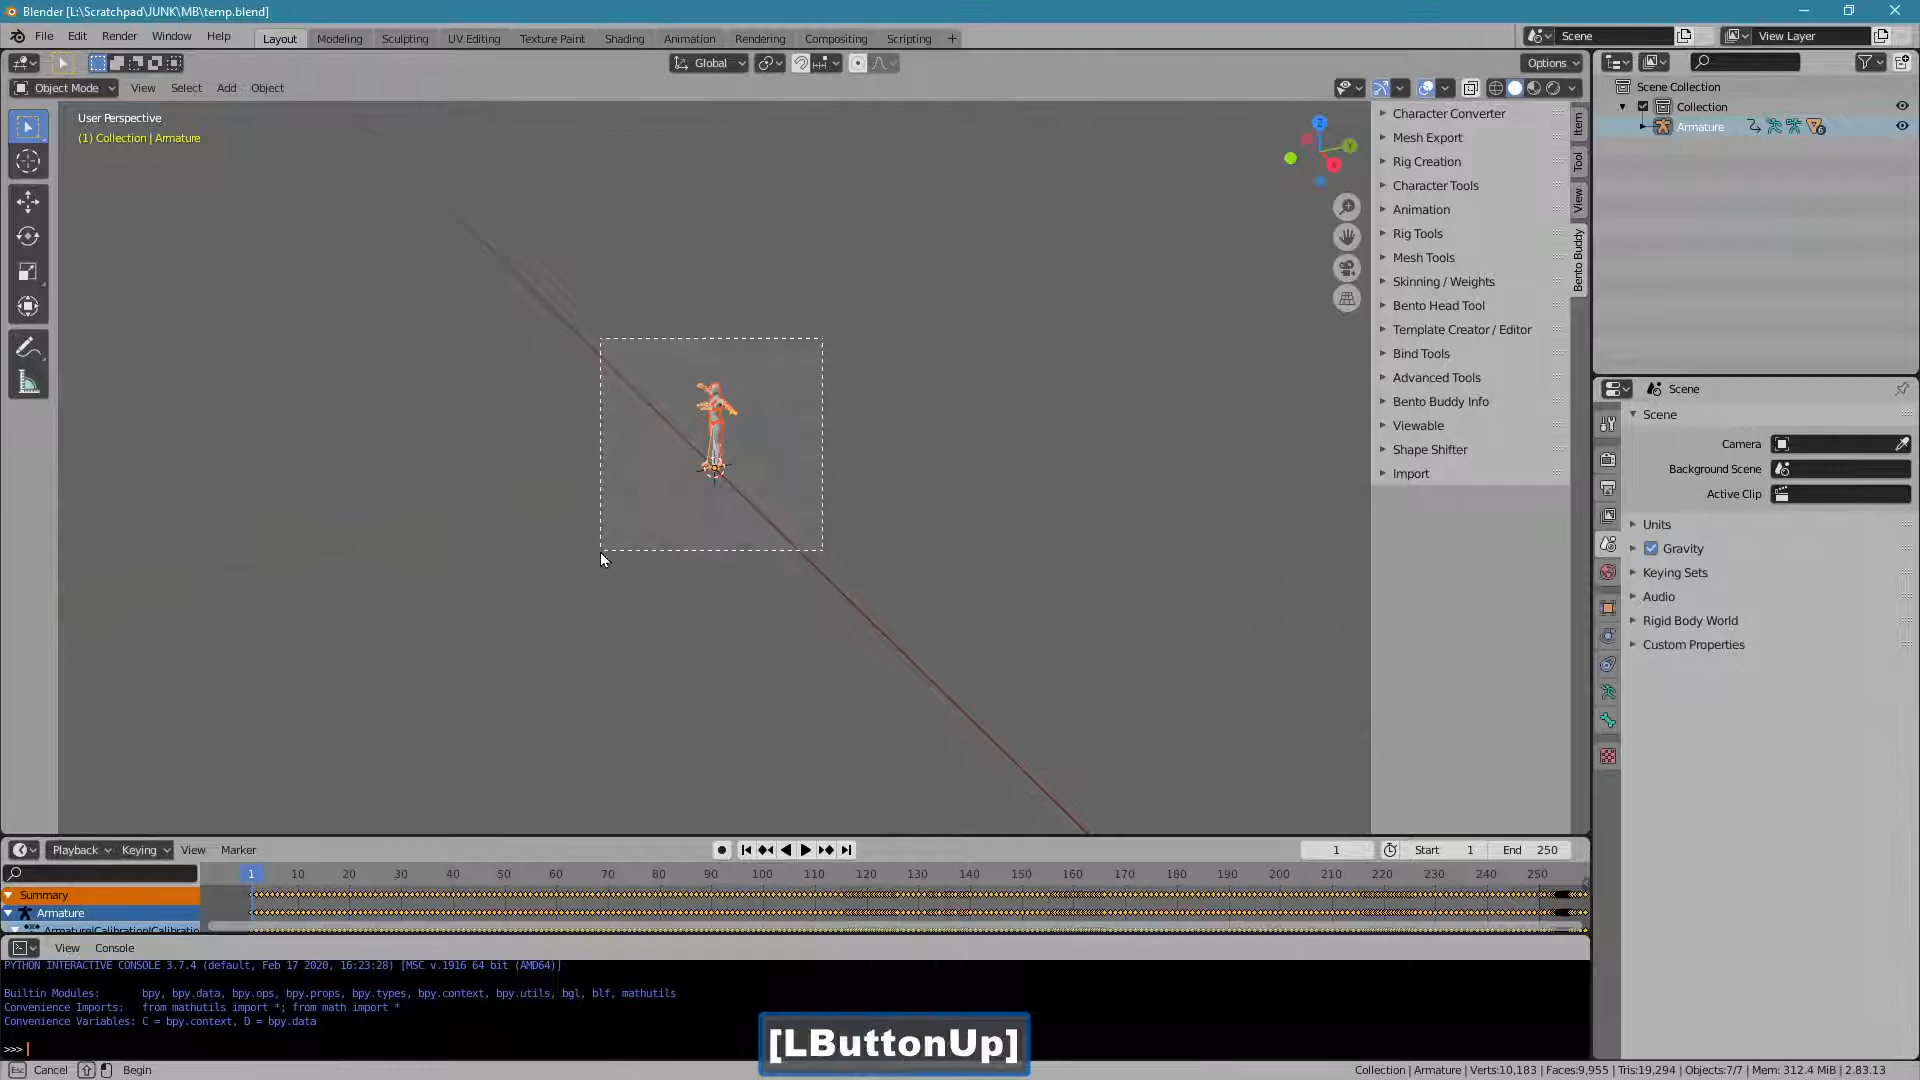 Blender [L:\Scratchpad\JUNK\MB\temp.blend]
File Edit Render Window Help
Layout Modeling Sculpting UV Editing Texture Paint Shading Animation Rendering Compositing Scripting +
Scene
View Layer
Global
Options
Object Mode View Select Add Object
User Perspective
(1) Collection | Armature
Z
Y
X
Character Converter
Mesh Export
Rig Creation
Character Tools
Animation
Rig Tools
Mesh Tools
Skinning / Weights
Bento Head Tool
Template Creator / Editor
Bind Tools
Advanced Tools
Bento Buddy Info
Viewable
Shape Shifter
Import
Item
Tool
View
Bento Buddy
Scene Collection
Collection
Armature
6
Scene
Scene
Camera
Background Scene
Active Clip
Units
Gravity
Keying Sets
Audio
Rigid Body World
Custom Properties
Playback Keying View Marker
1 Start 1 End 250
1 10 20 30 40 50 60 70 80 90 100 110 120 130 140 150 160 170 180 190 200 210 220 230 240 250
Summary
Armature
View Console
PYTHON INTERACTIVE CONSOLE 3.7.4 (default, Feb 17 2020, 16:23:28) [MSC v.1916 64 bit (AMD64)]
Builtin Modules: bpy, bpy.data, bpy.ops, bpy.props, bpy.types, bpy.context, bpy.utils, bgl, blf, mathutils
Convenience Imports: from mathutils import *; from math import *
Convenience Variables: C = bpy.context, D = bpy.data
>>>
[LButtonUp]
Esc Cancel Begin
Collection | Armature | Verts:10,183 | Faces:9,955 | Tris:19,294 | Objects:7/7 | Mem: 312.4 MiB | 2.83.13